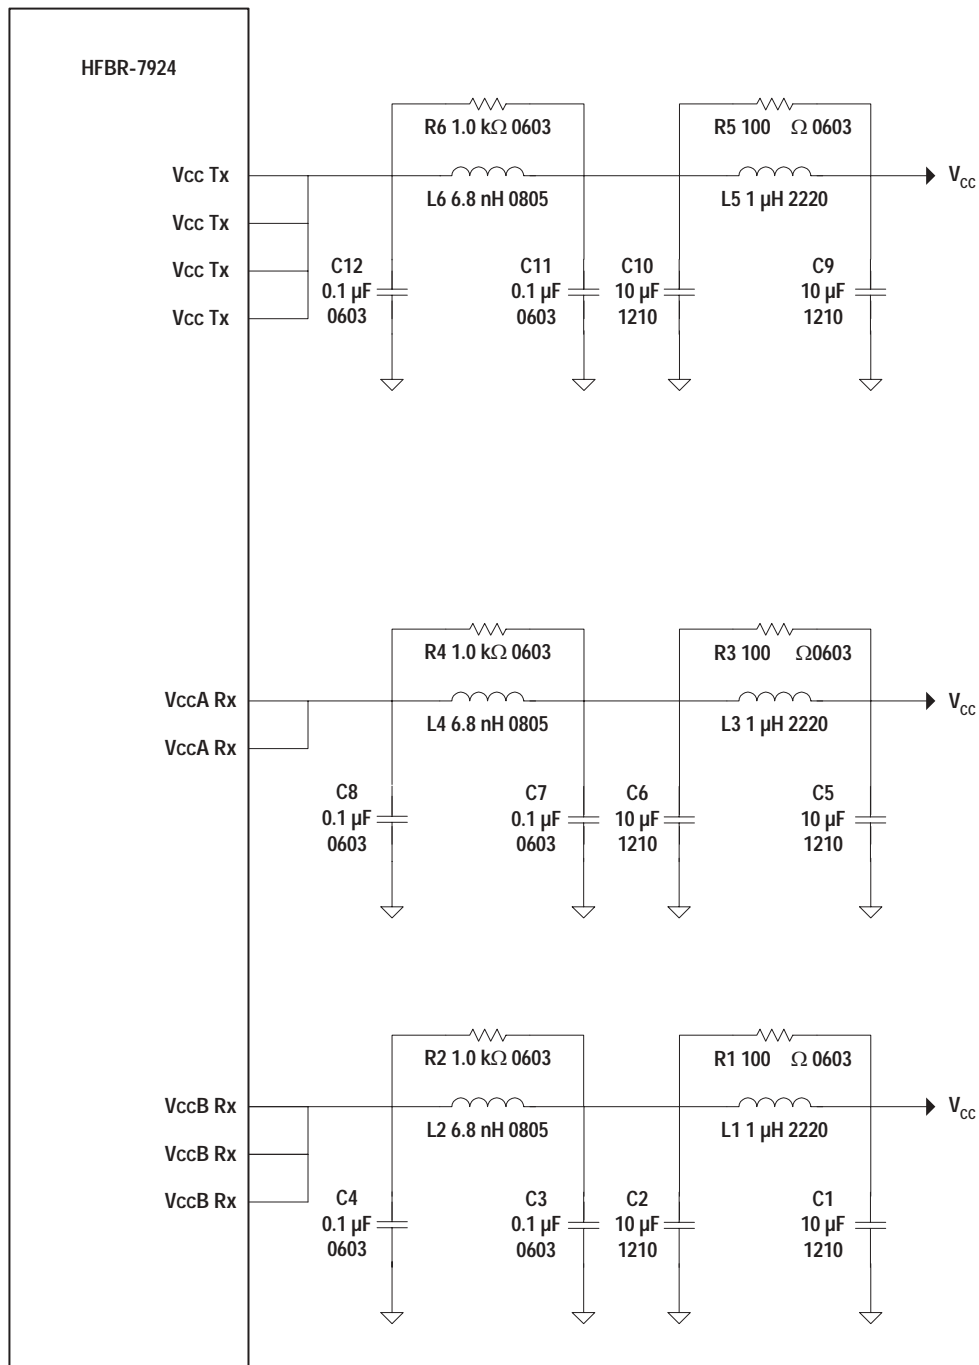 HFBR-7924
R6 1.0 kΩ 0603
R5 100 Ω 0603
Vcc Tx
L6 6.8 nH 0805
L5 1 µH 2220
VCC
Vcc Tx
Vcc Tx
Vcc Tx
C12
0.1 µF
0603
C11
0.1 µF
0603
C10
10 µF
1210
C9
10 µF
1210
R4 1.0 kΩ 0603
R3 100 Ω0603
VccA Rx
L4 6.8 nH 0805
L3 1 µH 2220
VCC
VccA Rx
C8
0.1 µF
0603
C7
0.1 µF
0603
C6
10 µF
1210
C5
10 µF
1210
R2 1.0 kΩ 0603
R1 100 Ω 0603
VccB Rx
L2 6.8 nH 0805
L1 1 µH 2220
VCC
VccB Rx
VccB Rx
C4
0.1 µF
0603
C3
0.1 µF
0603
C2
10 µF
1210
C1
10 µF
1210